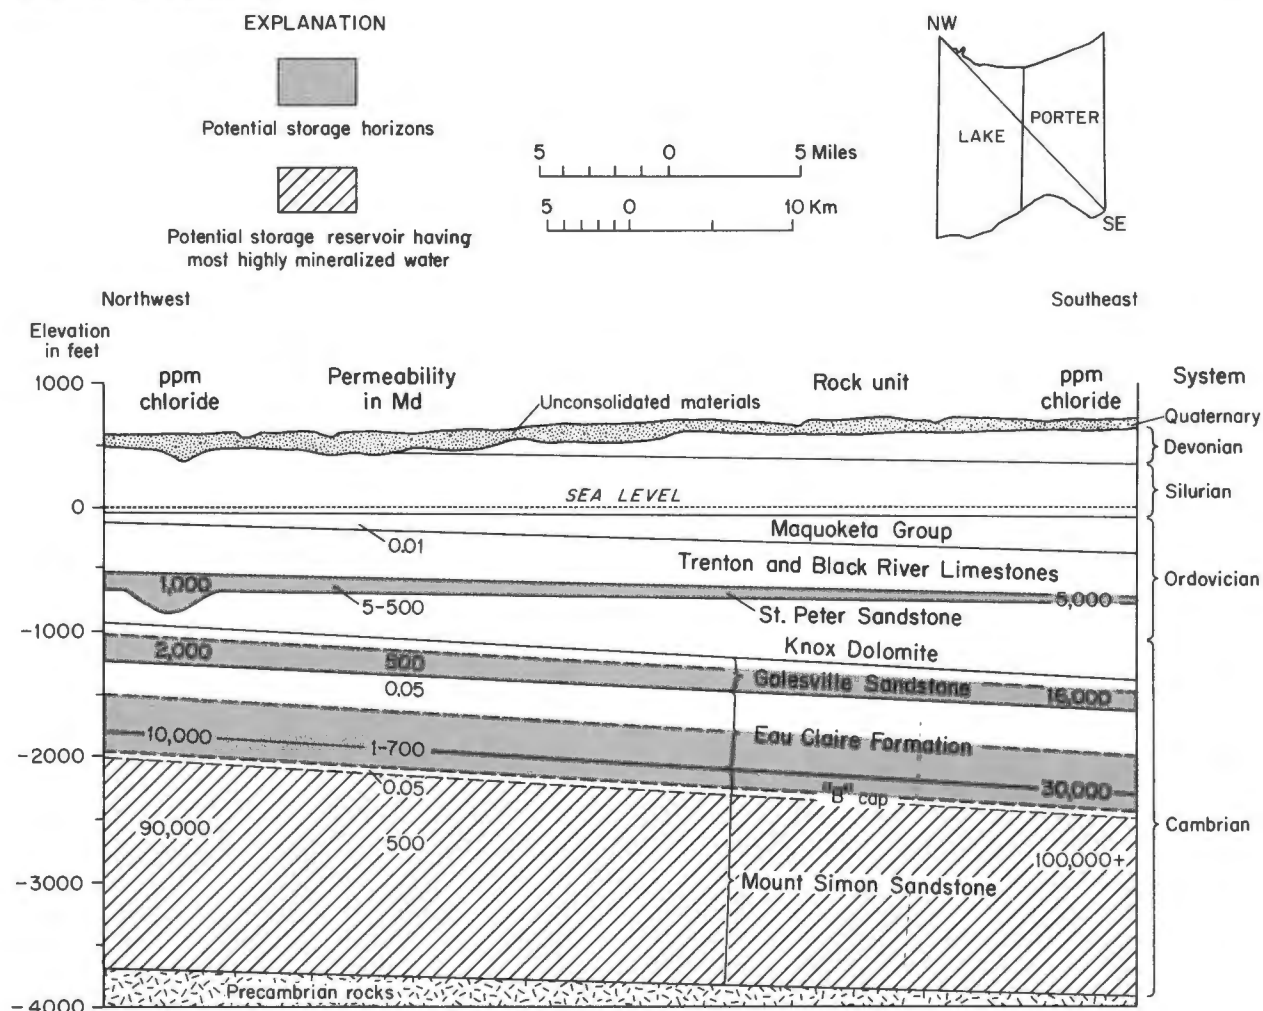 EXPLANATION
Potential storage horizons
Potential storage reservoir having
most highly mineralized water
5 0 5 Miles
5 0 10 Km
NW
LAKE
PORTER
SE
Northwest
Southeast
Elevation
in feet
ppm
chloride
Permeability
in Md
Rock unit
ppm
chloride
System
1000
Unconsolidated materials
Quaternary
Devonian
Silurian
0
SEA LEVEL
Maquoketa Group
0.01
Trenton and Black River Limestones
Ordovician
1,000
5-500
St. Peter Sandstone
5,000
-1000
Knox Dolomite
2,000
500
Galesville Sandstone
16,000
0.05
10,000
1-700
Eau Claire Formation
-2000
30,000
0.05
"B" cap
90,000
500
Cambrian
100,000+
-3000
Mount Simon Sandstone
Precambrian rocks
-4000